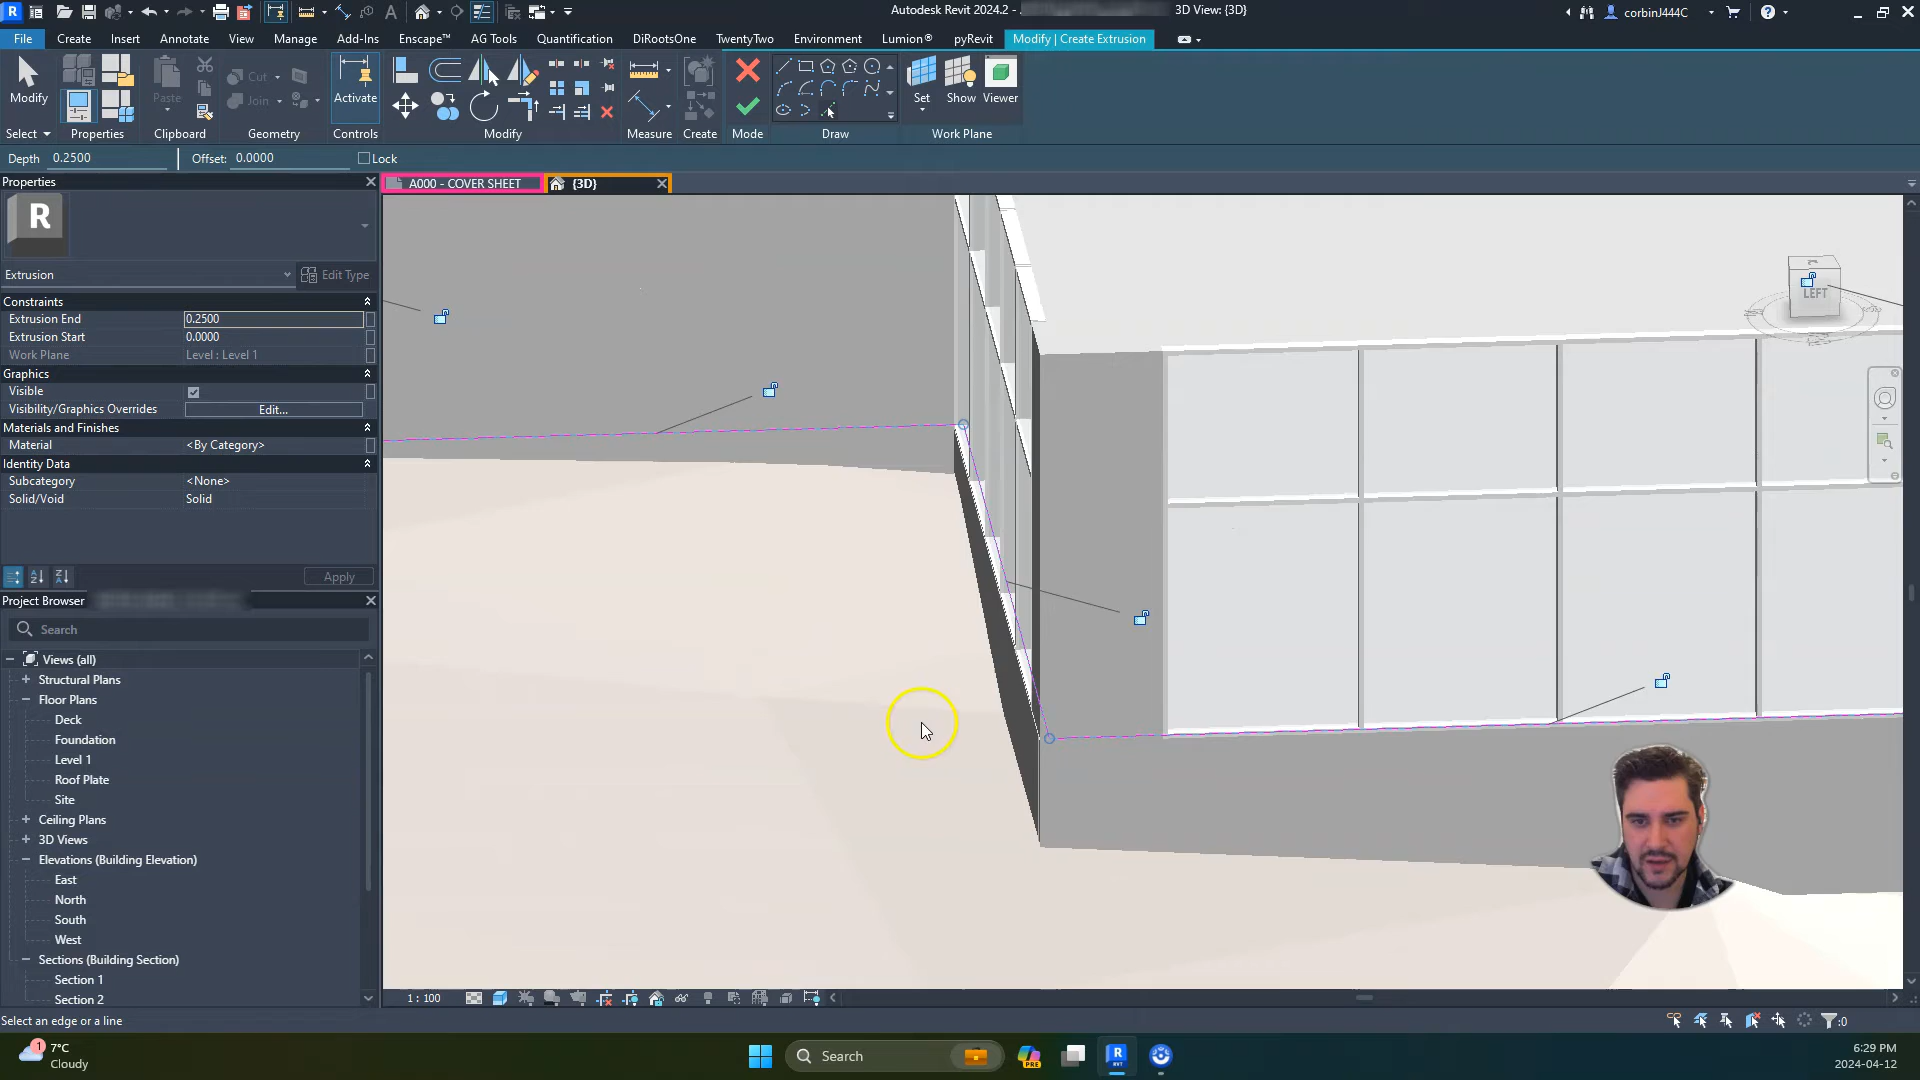 Autodesk Revit 2024.2 - 3D View: {3D} corbinJ444C
File Create Insert Annotate View Manage Add-Ins Enscape™ AG Tools Quantification DiRootsOne TwentyTwo Environment Lumion® pyRevit Modify | Create Extrusion
Modify Paste Cut Join Activate Set Show Viewer
Select Properties Clipboard Geometry Controls Modify Measure Create Mode Draw Work Plane
Depth 0.2500 Offset: 0.0000 Lock
Properties
A000 - COVER SHEET {3D}
R
Extrusion Edit Type
Constraints
Extrusion End 0.2500
Extrusion Start 0.0000
Work Plane Level : Level 1
Graphics
Visible
Visibility/Graphics Overrides Edit...
Materials and Finishes
Material <By Category>
Identity Data
Subcategory <None>
Solid/Void Solid
Apply
LEFT
Project Browser
Search
Views (all)
Structural Plans
Floor Plans
Deck
Foundation
Level 1
Roof Plate
Site
Ceiling Plans
3D Views
Elevations (Building Elevation)
East
North
South
West
Sections (Building Section)
Section 1
Section 2
1 : 100
Select an edge or a line
:0
1
7°C
Cloudy
Search
PRE
R
RVT
6:29 PM
2024-04-12